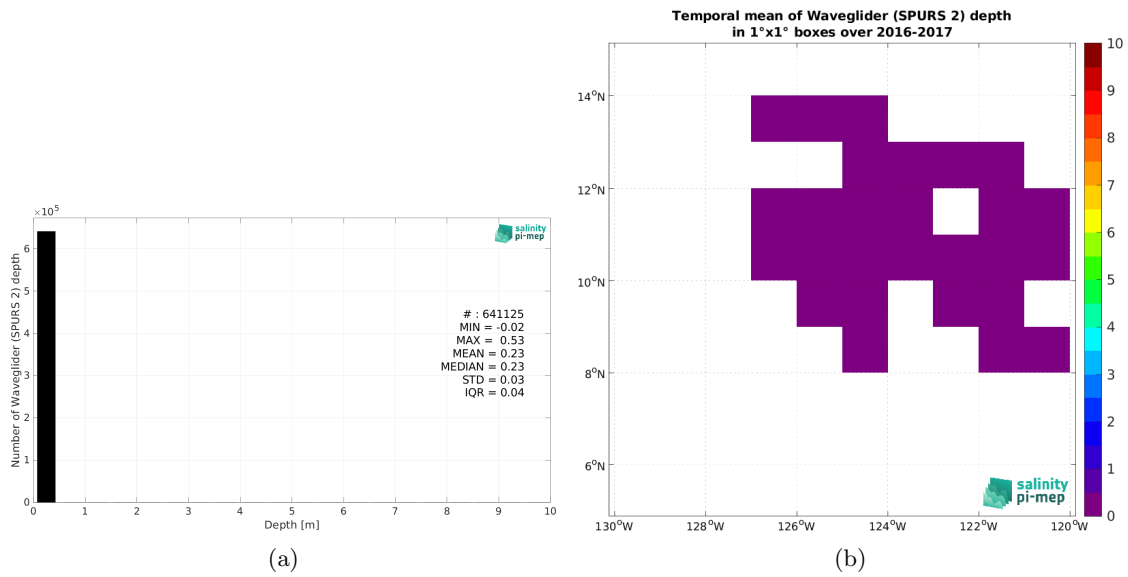 ×10⁵
Number of Waveglider (SPURS 2) depth
6
5
4
3
2
1
0
0 1 2 3 4 5 6 7 8 9 10
Depth [m]
salinity
pi-mep
# : 641125
MIN = -0.02
MAX = 0.53
MEAN = 0.23
MEDIAN = 0.23
STD = 0.03
IQR = 0.04
(a)
Temporal mean of Waveglider (SPURS 2) depth
in 1°x1° boxes over 2016-2017
14°N
12°N
10°N
8°N
6°N
130°W 128°W 126°W 124°W 122°W 120°W
salinity
pi-mep
10
9
8
7
6
5
4
3
2
1
0
(b)